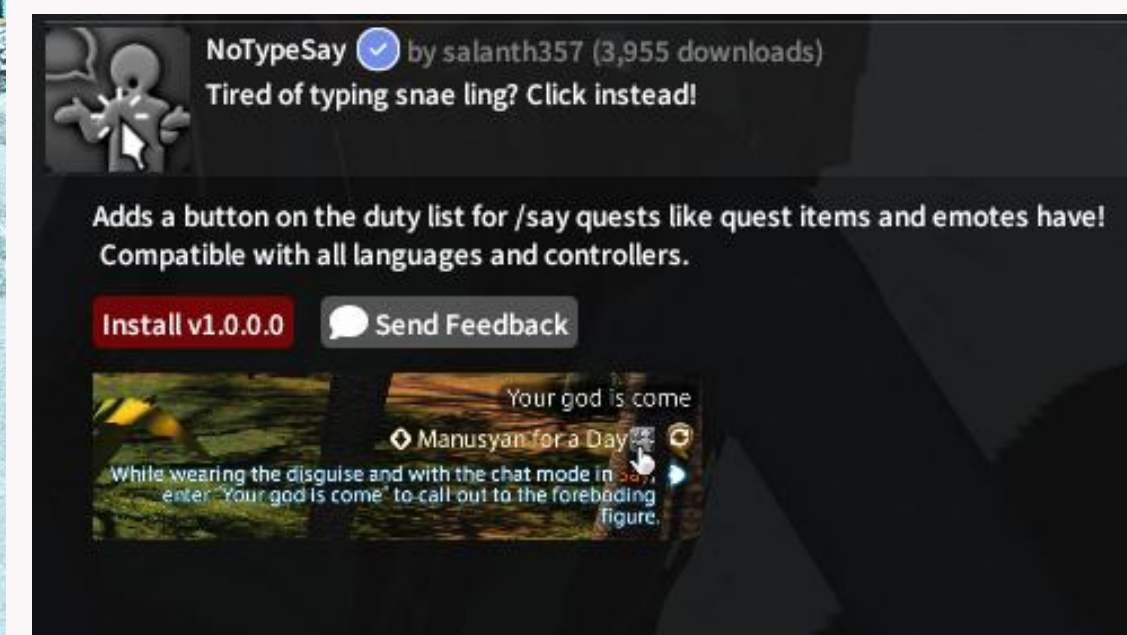 NoTypeSay by salanth357 (3,955 downloads)
Tired of typing snae ling? Click instead!
Adds a button on the duty list for /say quests like quest items and emotes have!
Compatible with all languages and controllers.
Install v1.0.0.0
Send Feedback
Your god is come
Manusyan for a Day
While wearing the disguise and with the chat mode in Say,
enter "Your god is come" to call out to the foreboding
figure.